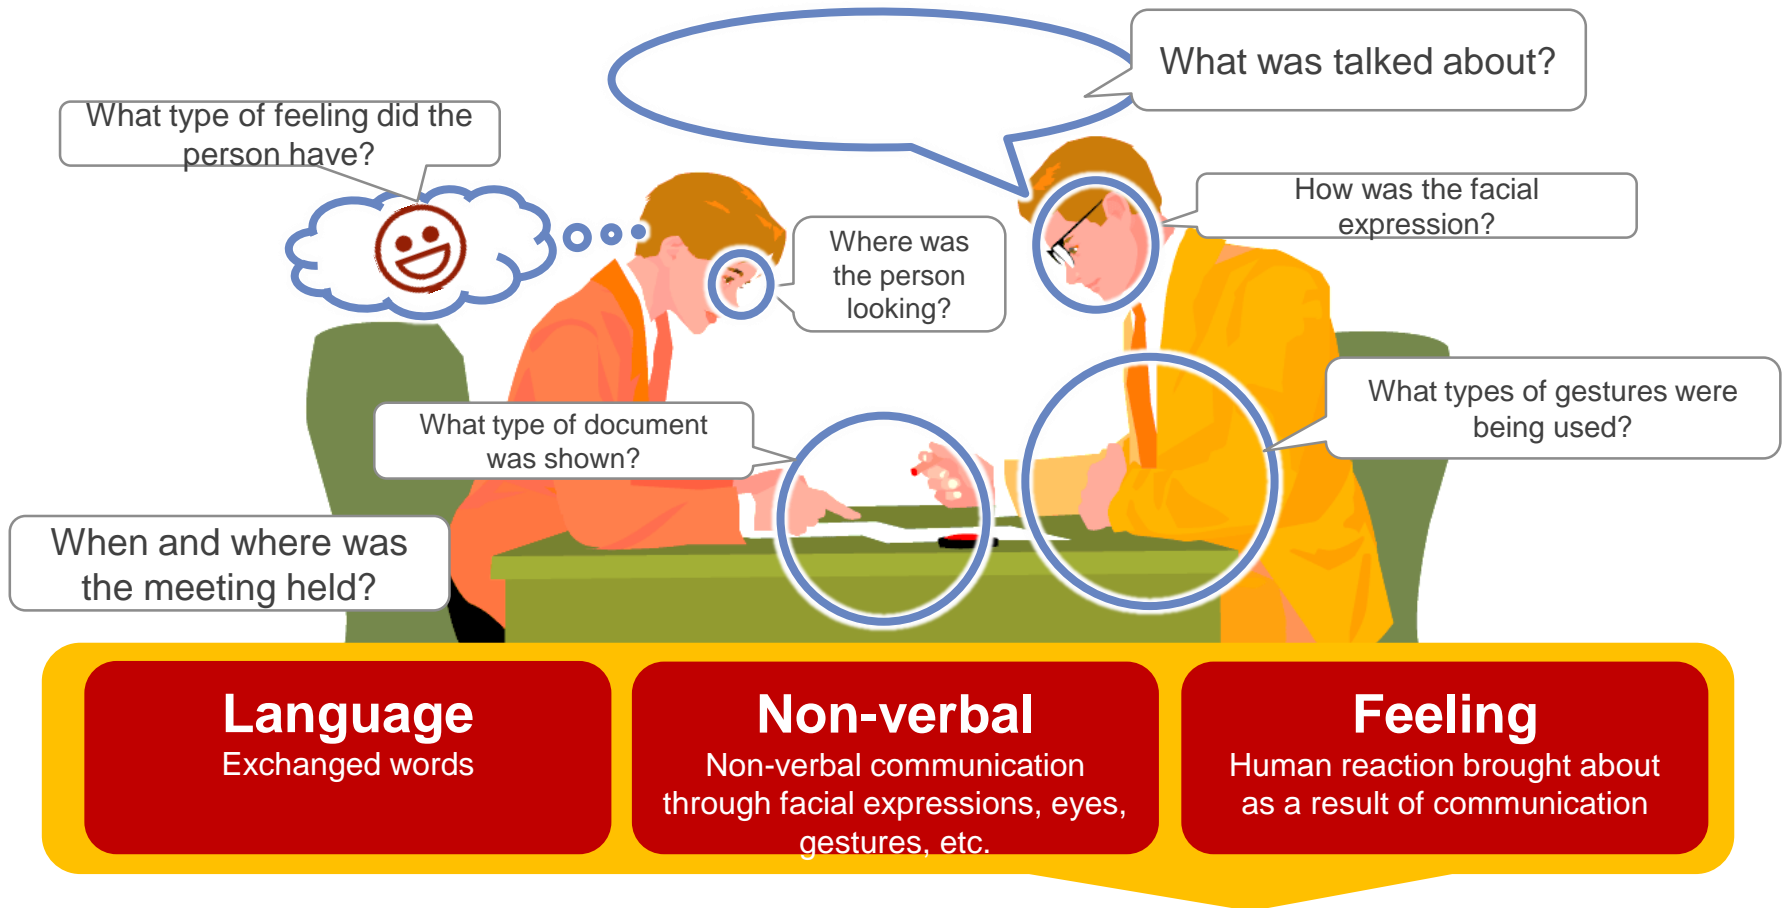 What was talked about?
What type of feeling did the
person have?
How was the facial
expression?
Where was
the person
looking?
What types of gestures were
being used?
What type of document
was shown?
When and where was
the meeting held?
Language
Exchanged words
Non-verbal
Non-verbal communication
through facial expressions, eyes,
gestures, etc.
Feeling
Human reaction brought about
as a result of communication